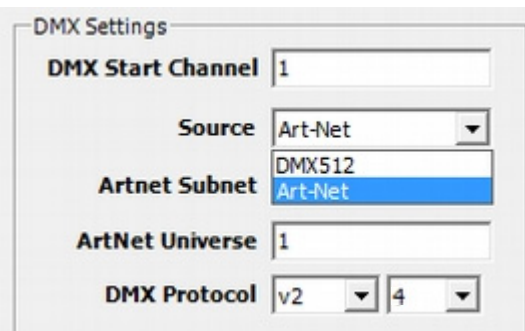 DMX Settings
DMX Start Channel 1
Source Art-Net
DMX512
Artnet Subnet Art-Net
ArtNet Universe 1
DMX Protocol v2 4